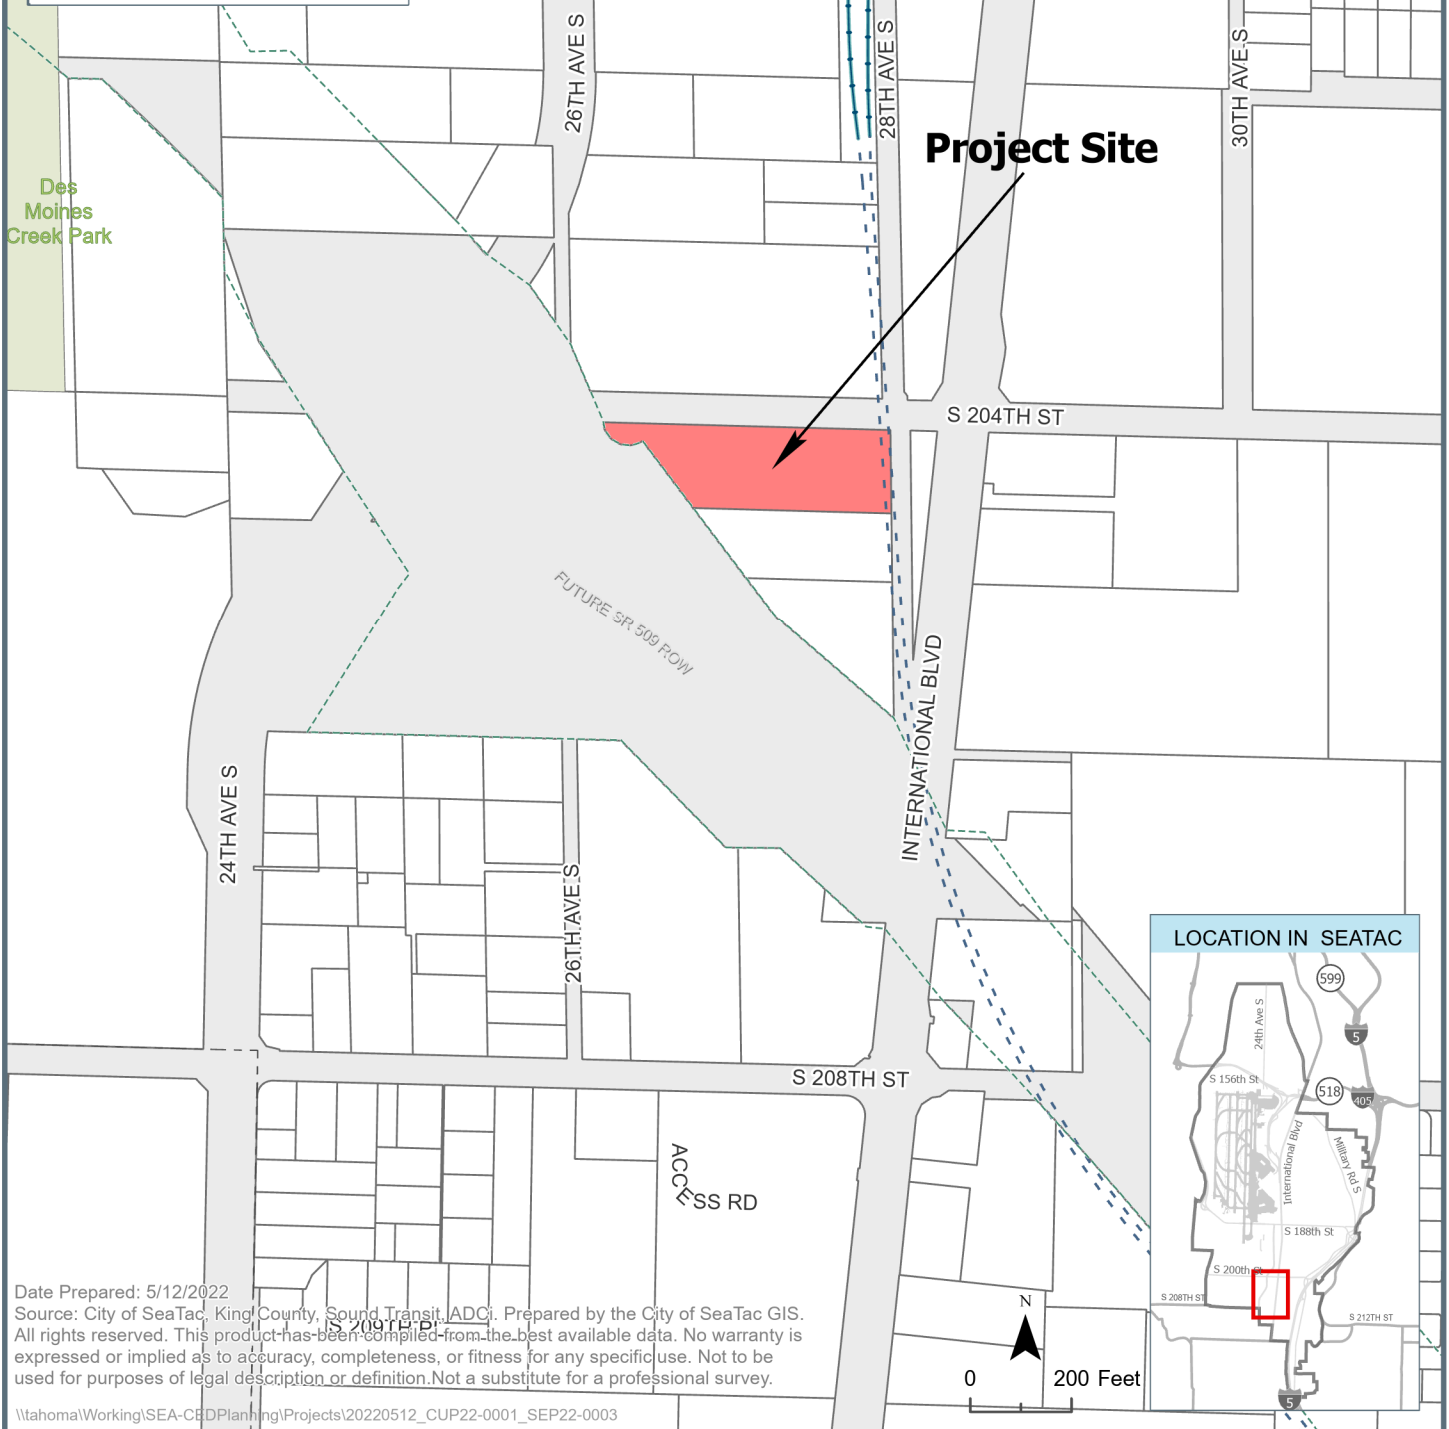 26TH AVE S
28TH AVE S
30TH AVE S
Project Site
Des
Moines
Creek Park
S 204TH ST
FUTURE SR 509 ROW
INTERNATIONAL BLVD
24TH AVE S
26TH AVE S
S 208TH ST
ACCESS RD
S 209TH PL
LOCATION IN SEATAC
599
5
24th Ave S
S 156th St
518
405
International Blvd
Military Rd S
S 188th St
S 200th St
S 208TH ST
S 212TH ST
5
N
0 200 Feet
Date Prepared: 5/12/2022
Source: City of SeaTac, King County, Sound Transit, ADCi. Prepared by the City of SeaTac GIS.
All rights reserved. This product has been compiled from the best available data. No warranty is
expressed or implied as to accuracy, completeness, or fitness for any specific use. Not to be
used for purposes of legal description or definition.Not a substitute for a professional survey.
\\tahoma\Working\SEA-CEDPlanning\Projects\20220512_CUP22-0001_SEP22-0003